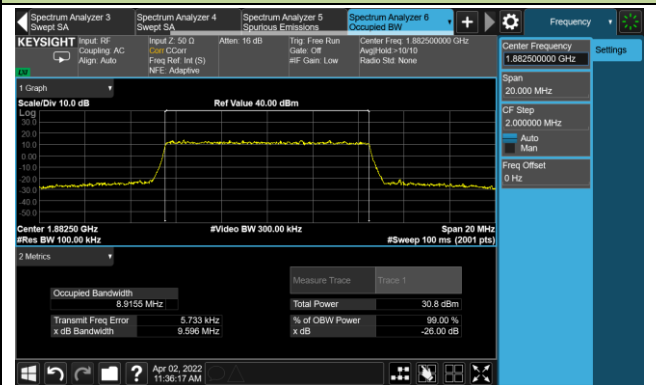 Spectrum Analyzer 3
Swept SA
Spectrum Analyzer 4
Swept SA
Spectrum Analyzer 5
Spurious Emissions
Spectrum Analyzer 6
Occupied BW
Frequency
KEYSIGHT
Input: RF
Coupling: AC
Align: Auto
Input Z: 50 Ω
Corr CCorr
Freq Ref: Int (S)
NFE: Adaptive
Atten: 16 dB
Trig: Free Run
Gate: Off
#IF Gain: Low
Center Freq: 1.882500000 GHz
Avg|Hold:>10/10
Radio Std: None
Center Frequency
1.882500000 GHz
Settings
Span
20.000 MHz
CF Step
2.000000 MHz
Auto
Man
Freq Offset
0 Hz
1 Graph
Scale/Div 10.0 dB
Ref Value 40.00 dBm
Log
30.0
20.0
10.0
0.00
-10.0
-20.0
-30.0
-40.0
-50.0
Center 1.88250 GHz
#Video BW 300.00 kHz
Span 20 MHz
#Res BW 100.00 kHz
#Sweep 100 ms (2001 pts)
2 Metrics
Measure Trace
Trace 1
Occupied Bandwidth
8.9155 MHz
Total Power
30.8 dBm
Transmit Freq Error
5.733 kHz
% of OBW Power
99.00 %
x dB Bandwidth
9.596 MHz
x dB
-26.00 dB
Apr 02, 2022
11:36:17 AM